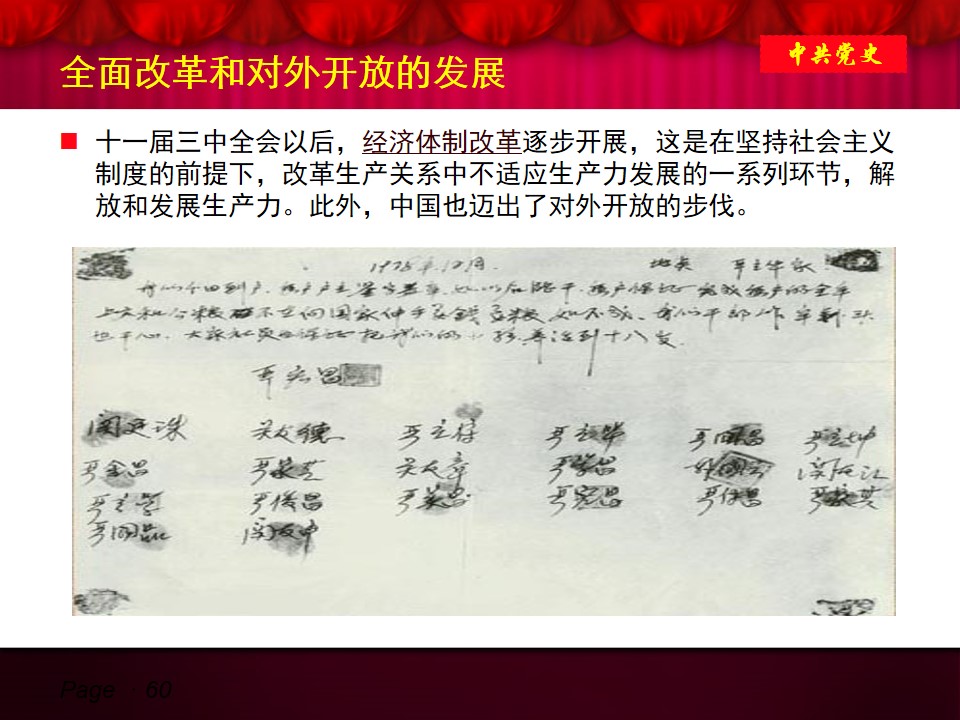 全面改革和对外开放的发展
中共党史
十一届三中全会以后，经济体制改革逐步开展，这是在坚持社会主义
制度的前提下，改革生产关系中不适应生产力发展的一系列环节，解
放和发展生产力。此外，中国也迈出了对外开放的步伐。
1978年12月. 地点 严立华家
我们分田到户，每户户主签字盖章，如以后能干，每户保证完成每户的全年
上交和公粮 不在向国家伸手要钱要粮，如不成，我们干部作牢刹头
也干心，大家社员也保证把我们的小孩养活到十八岁.
严宏昌
关廷珠 关友德 严立符 严立华 严国昌 严立坤
严金昌 严家芝 关友章 严学昌 韩国云 关友江
严立学 严俊昌 严美昌 严宏昌 严付昌 严家其
严国品 关友申
Page 60